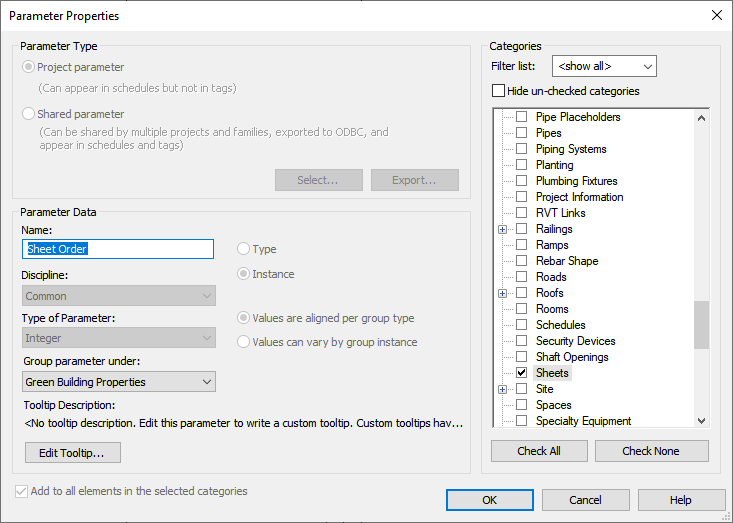 Parameter Properties
Parameter Type
Project parameter
(Can appear in schedules but not in tags)
Shared parameter
(Can be shared by multiple projects and families, exported to ODBC, and
appear in schedules and tags)
Select...
Export...
Parameter Data
Name:
Sheet Order
Type
Discipline:
Instance
Common
Type of Parameter:
Values are aligned per group type
Integer
Values can vary by group instance
Group parameter under:
Green Building Properties
Tooltip Description:
<No tooltip description. Edit this parameter to write a custom tooltip. Custom tooltips hav...
Edit Tooltip...
Add to all elements in the selected categories
Categories
Filter list:
<show all>
Hide un-checked categories
Pipe Placeholders
Pipes
Piping Systems
Planting
Plumbing Fixtures
Project Information
RVT Links
Railings
Ramps
Rebar Shape
Roads
Roofs
Rooms
Schedules
Security Devices
Shaft Openings
Sheets
Site
Spaces
Specialty Equipment
Check All
Check None
OK
Cancel
Help